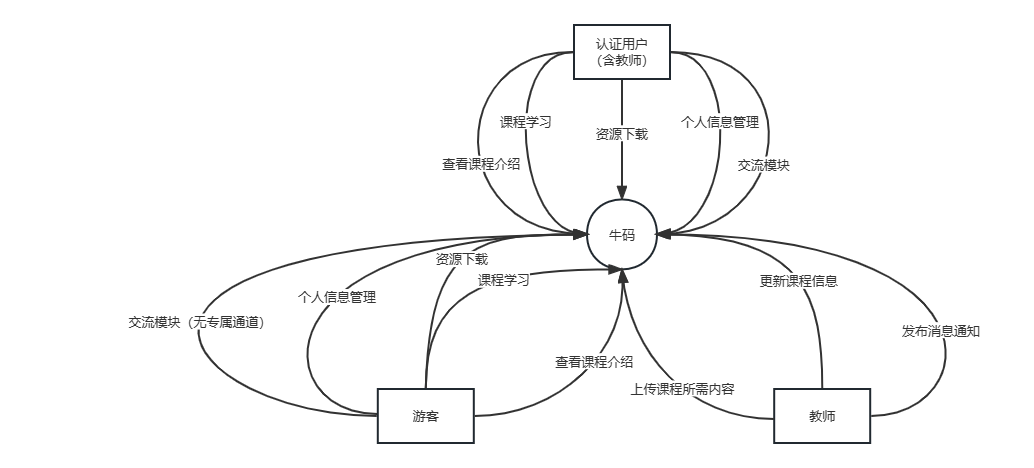 认证用户
（含教师）
课程学习
个人信息管理
资源下载
查看课程介绍
交流模块
牛码
资源下载
课程学习
更新课程信息
个人信息管理
交流模块（无专属通道）
发布消息通知
查看课程介绍
上传课程所需内容
游客
教师